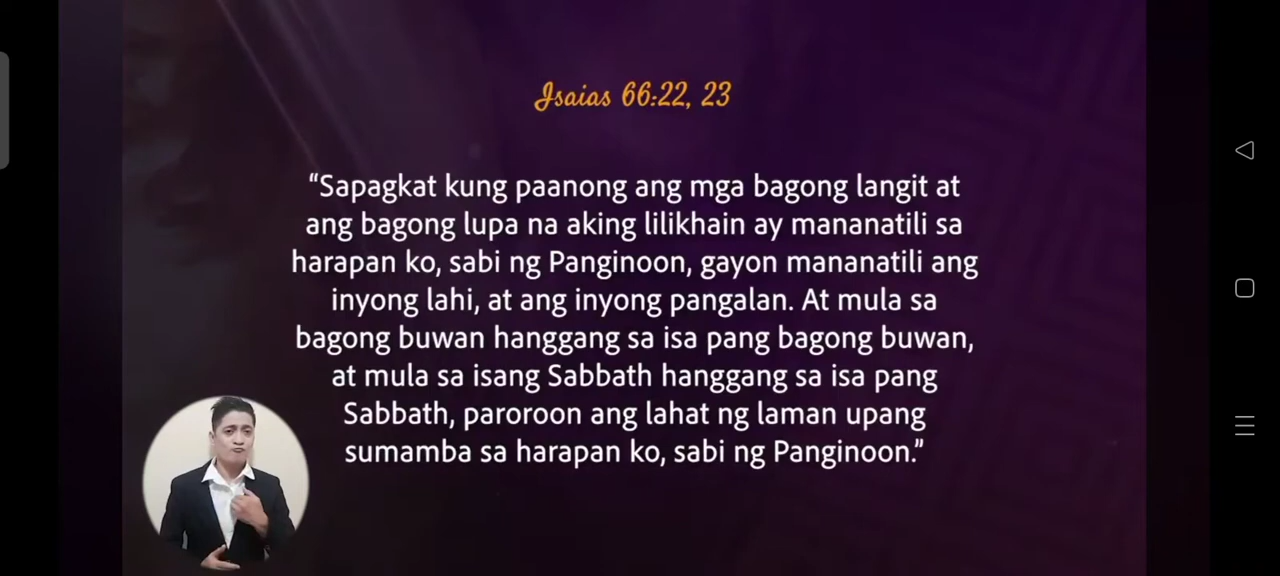 Isaias 66:22, 23
“Sapagkat kung paanong ang mga bagong langit at
ang bagong lupa na aking lilikhain ay mananatili sa
harapan ko, sabi ng Panginoon, gayon mananatili ang
inyong lahi, at ang inyong pangalan. At mula sa
bagong buwan hanggang sa isa pang bagong buwan,
at mula sa isang Sabbath hanggang sa isa pang
Sabbath, paroroon ang lahat ng laman upang
sumamba sa harapan ko, sabi ng Panginoon.”